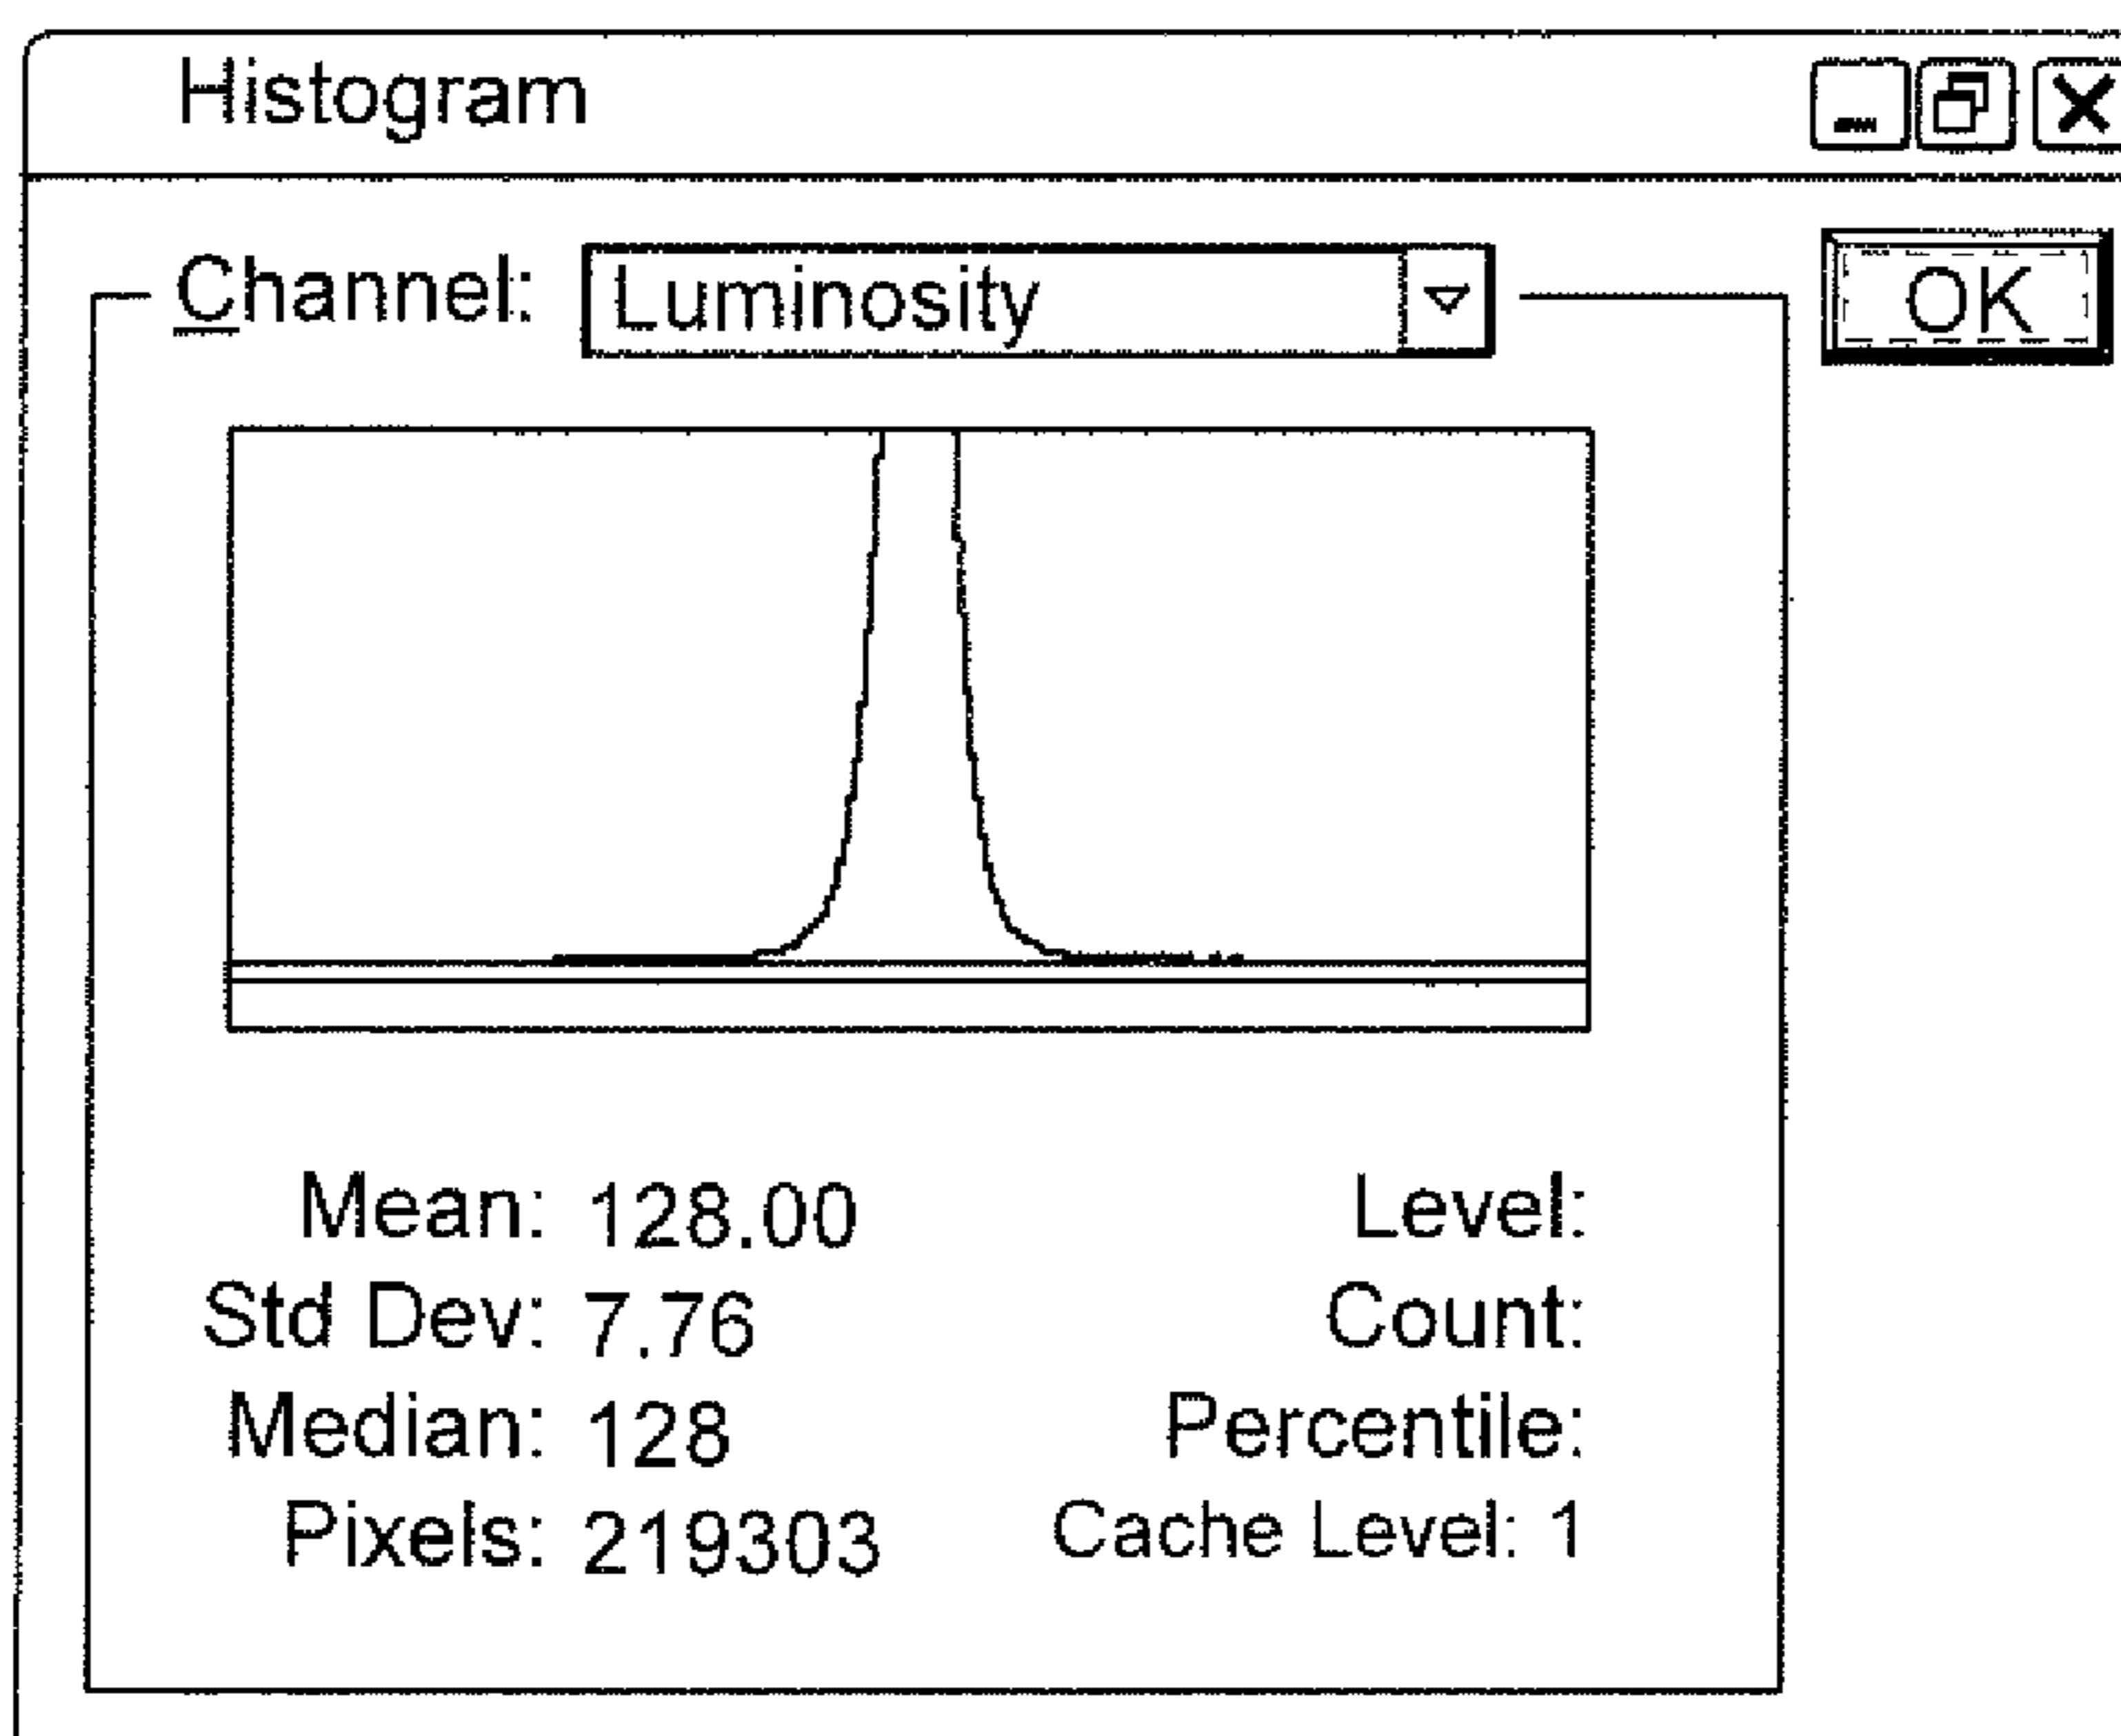 Histogram
Channel: Luminosity
OK
Mean: 128.00 Level:
Std Dev: 7.76 Count:
Median: 128 Percentile:
Pixels: 219303 Cache Level: 1